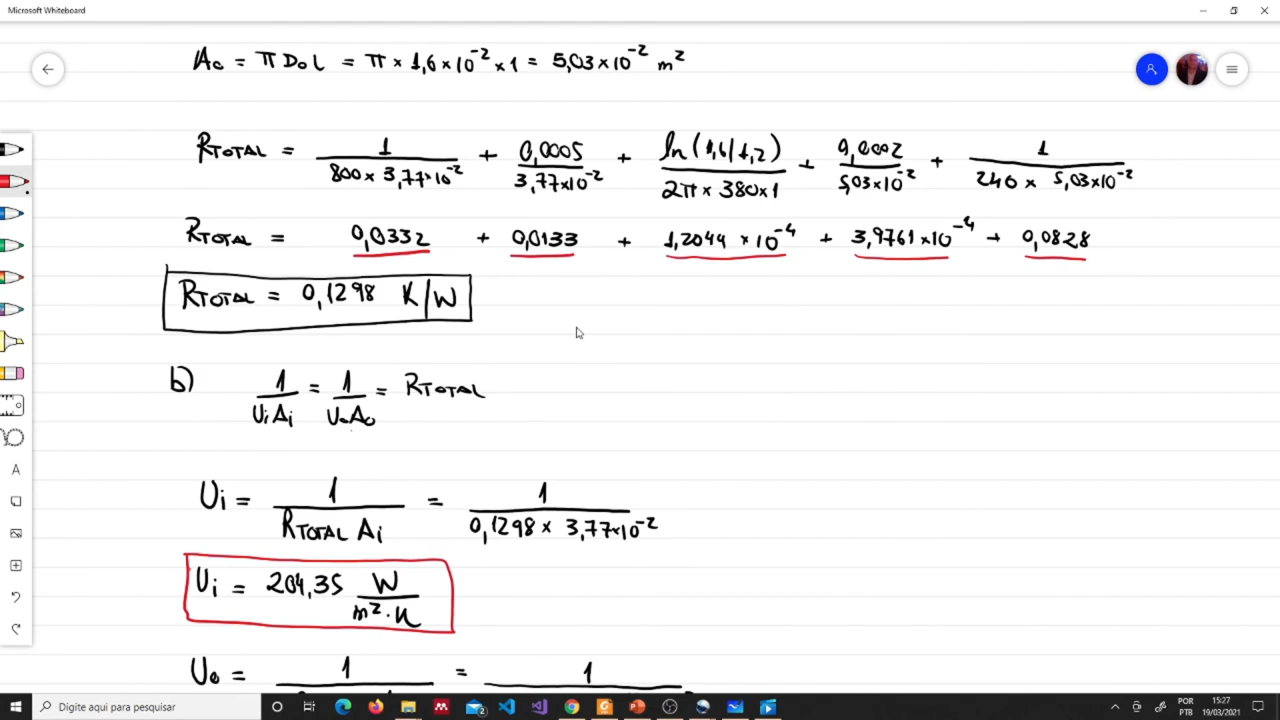 Microsoft Whiteboard
Ao = π Do L = π × 1,6×10⁻² × 1 = 5,03×10⁻² m²
RTOTAL = 1/(800 × 3,77×10⁻²) + 0,0005/(3,77×10⁻²) + ln(1,6/1,2)/(2π × 380×1) + 0,0002/(5,03×10⁻²) + 1/(240 × 5,03×10⁻²)
RTOTAL = 0,0332 + 0,0133 + 1,2044 ×10⁻⁴ + 3,9761×10⁻⁴ + 0,0828
RTOTAL = 0,1298 K/W
b) 1/(UiAi) = 1/(UoAo) = RTOTAL
Ui = 1/(RTOTAL Ai) = 1/(0,1298 × 3,77×10⁻²)
Ui = 204,35 W/(m²·K)
A
Uo = 1 = 1
Digite aqui para pesquisar
2
POR
PTB
15:27
19/03/2021